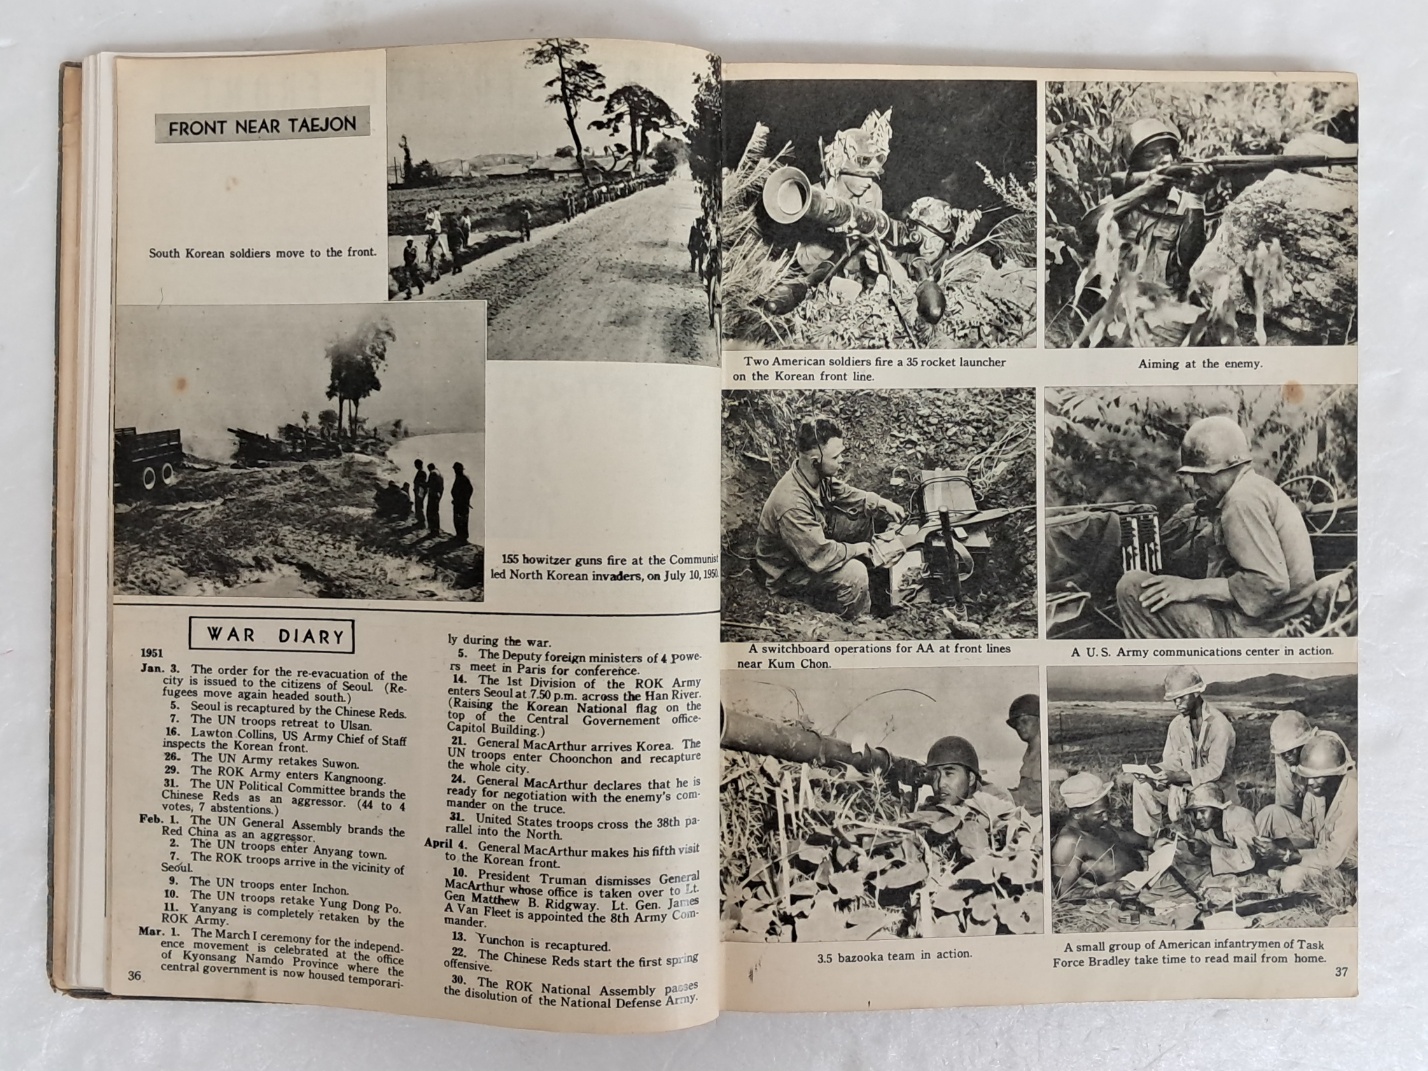 FRONT NEAR TAEJON
South Korean soldiers move to the front.
155 howitzer guns fire at the Communist
led North Korean invaders, on July 10, 1950.
WAR DIARY
1951
Jan. 3. The order for the re-evacuation of the
city is issued to the citizens of Seoul. (Re-
fugees move again headed south.)
5. Seoul is recaptured by the Chinese Reds.
7. The UN troops retreat to Ulsan.
16. Lawton Collins, US Army Chief of Staff
inspects the Korean front.
26. The UN Army retakes Suwon.
29. The ROK Army enters Kangnoong.
31. The UN Political Committee brands the
Chinese Reds as an aggressor. (44 to 4
votes, 7 abstentions.)
Feb. 1. The UN General Assembly brands the
Red China as an aggressor.
2. The UN troops enter Anyang town.
7. The ROK troops arrive in the vicinity of
Seoul.
9. The UN troops enter Inchon.
10. The UN troops retake Yung Dong Po.
11. Yanyang is completely retaken by the
ROK Army.
Mar. 1. The March I ceremony for the independ-
ence movement is celebrated at the office
of Kyonsang Namdo Province where the
central government is now housed temporari-
36
ly during the war.
5. The Deputy foreign ministers of 4 powe-
rs meet in Paris for conference.
14. The 1st Division of the ROK Army
enters Seoul at 7.50 p.m. across the Han River.
(Raising the Korean National flag on the
top of the Central Governement office-
Capitol Building.)
21. General MacArthur arrives Korea. The
UN troops enter Choonchon and recapture
the whole city.
24. General MacArthur declares that he is
ready for negotiation with the enemy's com-
mander on the truce.
31. United States troops cross the 38th pa-
rallel into the North.
April 4. General MacArthur makes his fifth visit
to the Korean front.
10. President Truman dismisses General
MacArthur whose office is taken over to Lt.
Gen Matthew B. Ridgway. Lt. Gen. James
A Van Fleet is appointed the 8th Army Com-
mander.
13. Yunchon is recaptured.
22. The Chinese Reds start the first spring
offensive.
30. The ROK National Assembly passes
the disolution of the National Defense Army.
Two American soldiers fire a 35 rocket launcher
on the Korean front line.
Aiming at the enemy.
A switchboard operations for AA at front lines
near Kum Chon.
A U.S. Army communications center in action.
3.5 bazooka team in action.
A small group of American infantrymen of Task
Force Bradley take time to read mail from home.
37